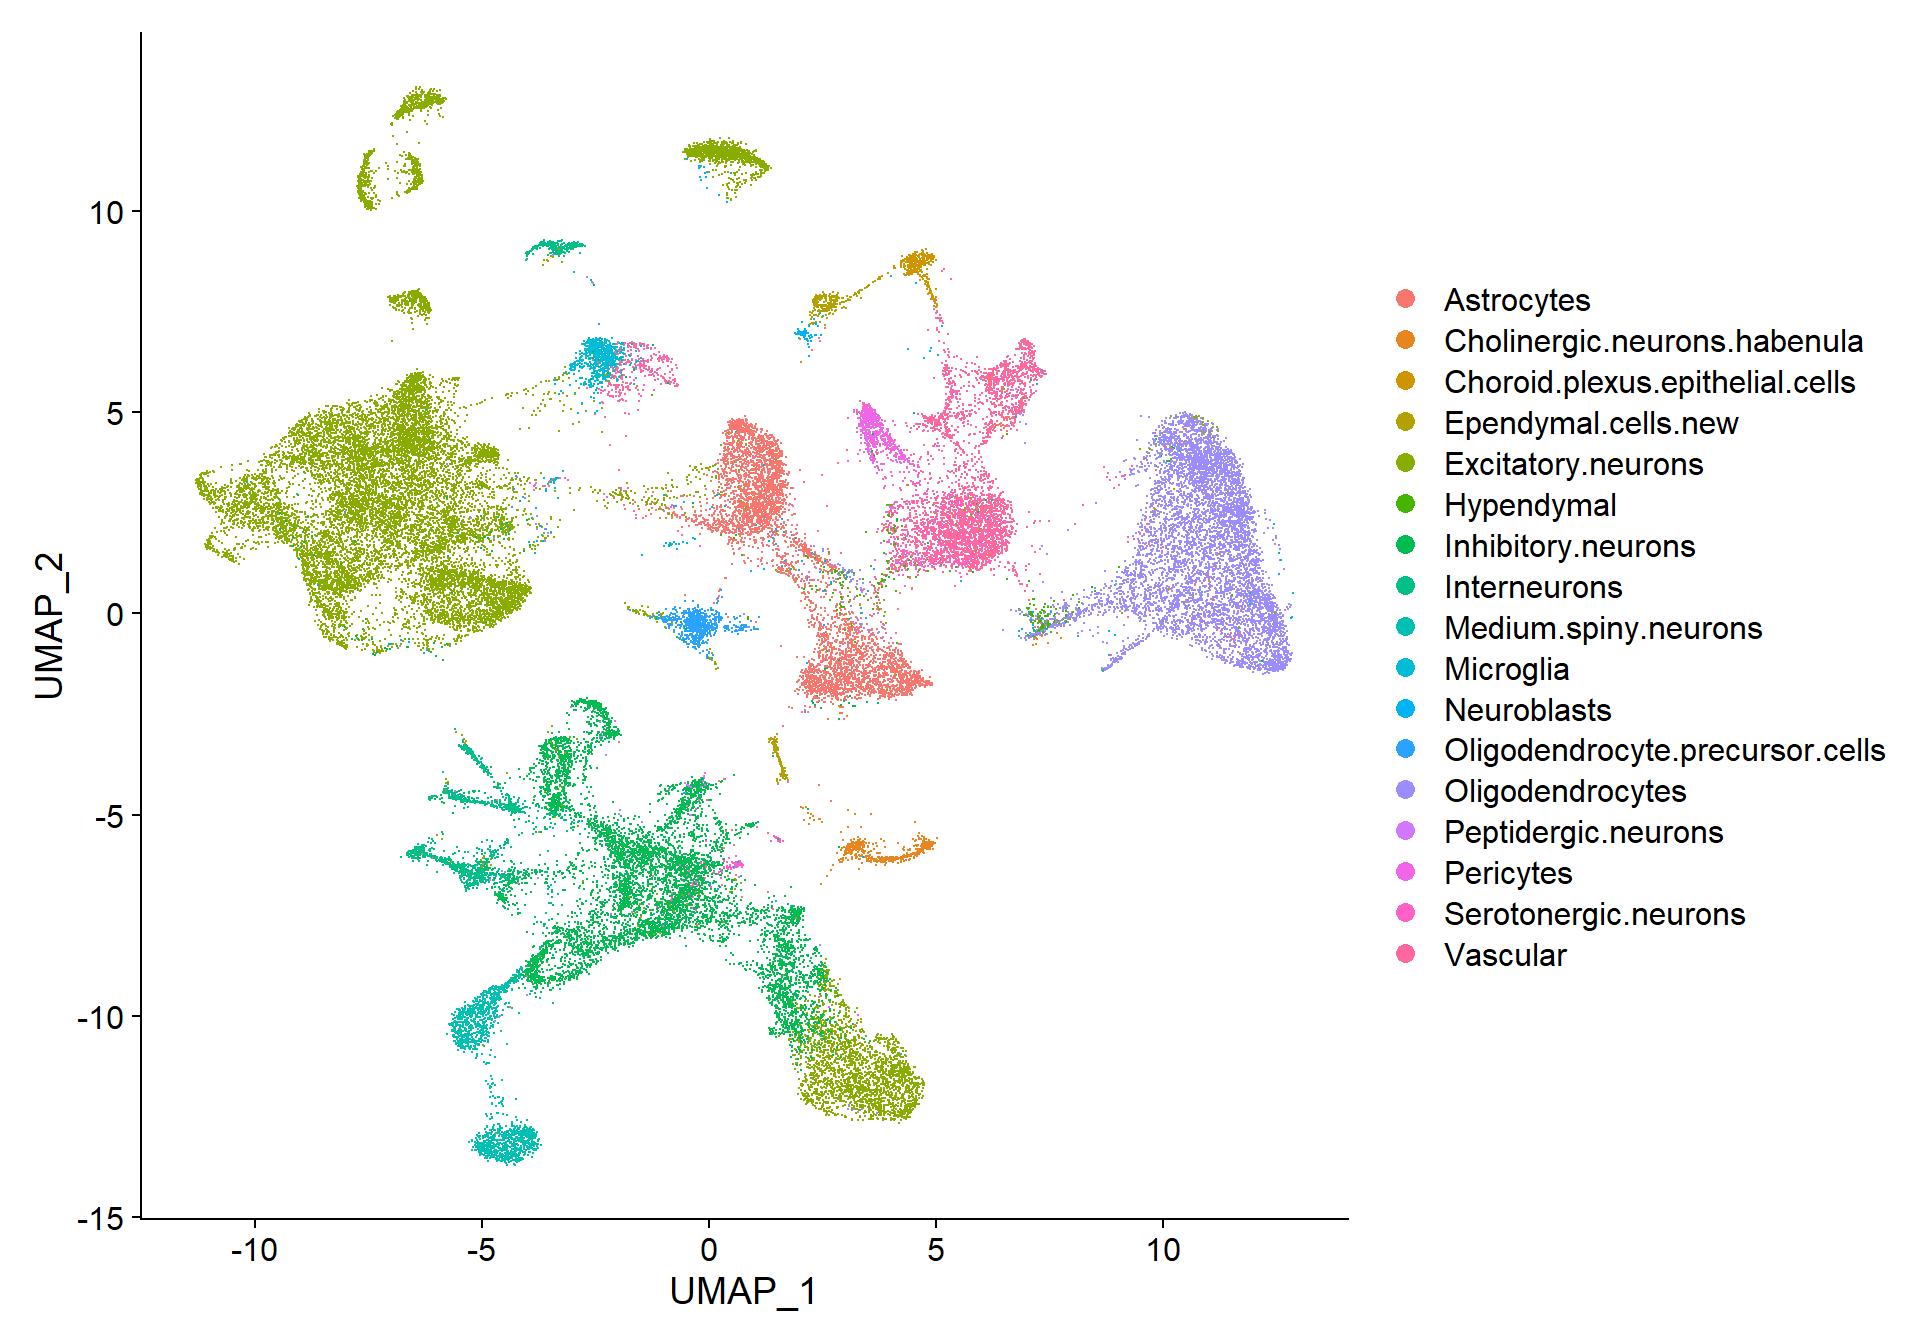 10
5
0
-5
-10
-15
UMAP_2
-10
-5
0
5
10
UMAP_1
Astrocytes
Cholinergic.neurons.habenula
Choroid.plexus.epithelial.cells
Ependymal.cells.new
Excitatory.neurons
Hypendymal
Inhibitory.neurons
Interneurons
Medium.spiny.neurons
Microglia
Neuroblasts
Oligodendrocyte.precursor.cells
Oligodendrocytes
Peptidergic.neurons
Pericytes
Serotonergic.neurons
Vascular